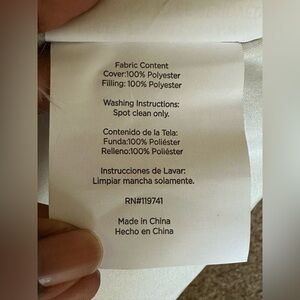 Fabric Content
Cover:100% Polyester
Filling: 100% Polyester
Washing Instructions:
Spot clean only.
Contenido de la Tela:
Funda:100% Poliéster
Relleno:100% Poliéster
Instrucciones de Lavar:
Limpiar mancha solamente.
RN#119741
Made in China
Hecho en China